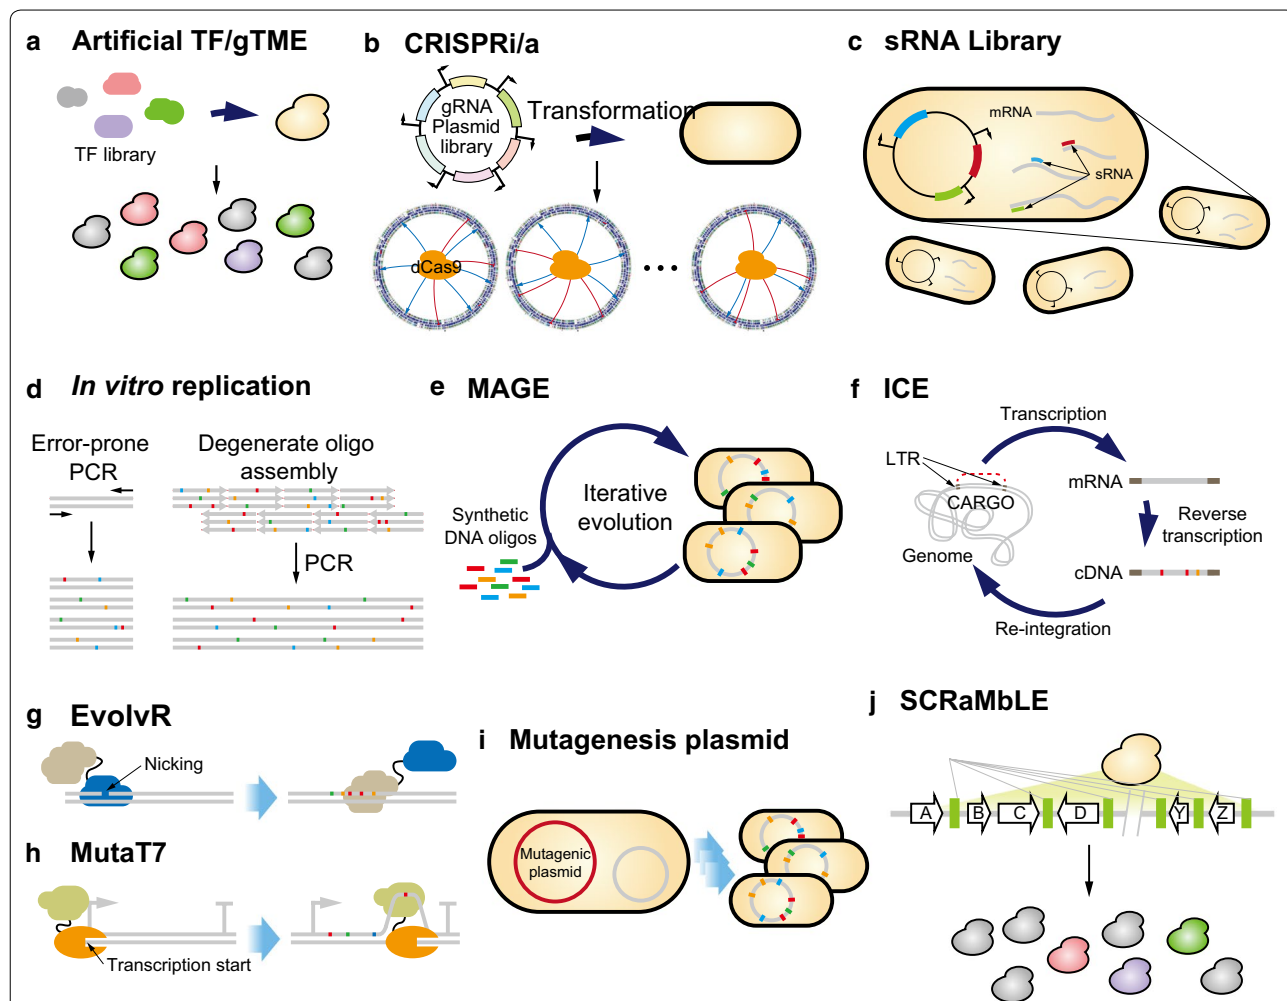 a Artificial TF/gTME
TF library
b CRISPRi/a
gRNA
Plasmid
library
Transformation
dCas9
c sRNA Library
mRNA
sRNA
d In vitro replication
Error-prone
PCR
Degenerate oligo
assembly
PCR
e MAGE
Iterative
evolution
Synthetic
DNA oligos
f ICE
Transcription
LTR
CARGO
mRNA
Reverse
transcription
Genome
cDNA
Re-integration
g EvolvR
Nicking
h MutaT7
Transcription start
i Mutagenesis plasmid
Mutagenic
plasmid
j SCRaMbLE
A B C D Y Z